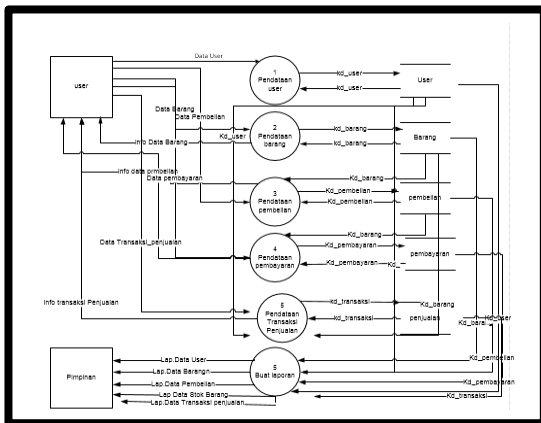 Data User
1
Pendataan
user
kd_user
kd_user
User
user
Data Barang
Data Pembelian
Kd_user
2
Pendataan
barang
kd_barang
kd_barang
Barang
info Data Barang
info data pmbelian
Data pembayaran
Kd_barang
3
Pendataan
pembelian
Kd_pembelian
Kd_pembelian
pembelian
Kd_barang
4
Pendataan
pembayaran
Kd_pembayaran
Kd_pembayaran
Kd_
pembayaran
Data Transaksi_penjualan
Info transaksi Penjualan
5
Pendataan
Transaksi
Penjualan
kd_transaksi
kd_transaksi
Kd_barang
penjualan
Kd_user
Kd_bara
Kd_pembelian
Kd_pembayaran
Kd_transaksi
Pimpinan
Lap.Data User
Lap.Data Barangn
Lap.Data Pembelian
Lap Data Stok Barang
Lap.Data Transaksi penjualan
Buat laporan